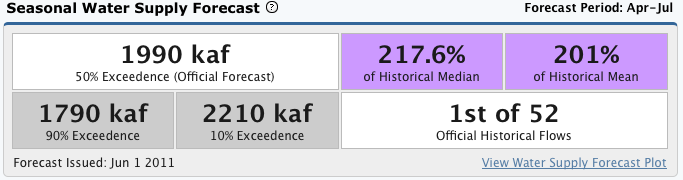 Seasonal Water Supply Forecast ? Forecast Period: Apr-Jul
1990 kaf 217.6% 201%
50% Exceedence (Official Forecast) of Historical Median of Historical Mean
1790 kaf 2210 kaf 1st of 52
90% Exceedence 10% Exceedence Official Historical Flows
Forecast Issued: Jun 1 2011 View Water Supply Forecast Plot